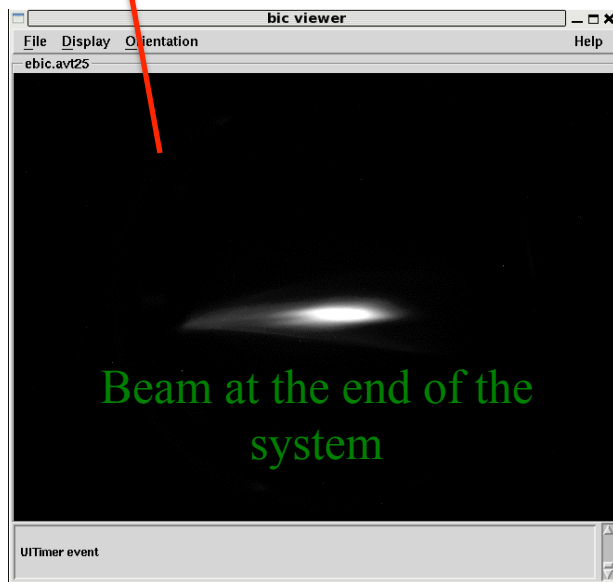 bic viewer
File Display Orientation Help
ebic.avt25
Beam at the end of the
system
UITimer event